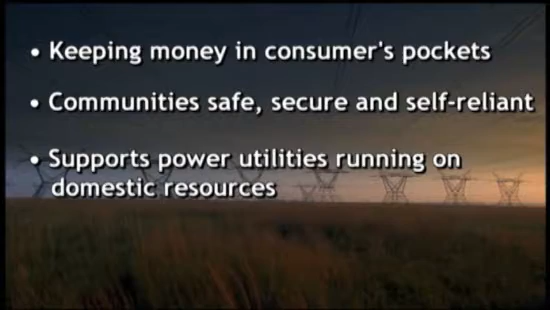 • Keeping money in consumer's pockets
• Communities safe, secure and self-reliant
• Supports power utilities running on
domestic resources